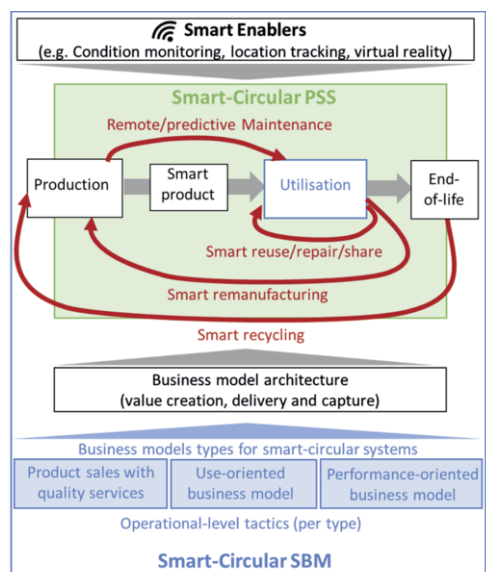 Smart Enablers
(e.g. Condition monitoring, location tracking, virtual reality)
Smart-Circular PSS
Remote/predictive Maintenance
Production
Smart
product
Utilisation
End-
of-life
Smart reuse/repair/share
Smart remanufacturing
Smart recycling
Business model architecture
(value creation, delivery and capture)
Business models types for smart-circular systems
Product sales with
quality services
Use-oriented
business model
Performance-oriented
business model
Operational-level tactics (per type)
Smart-Circular SBM